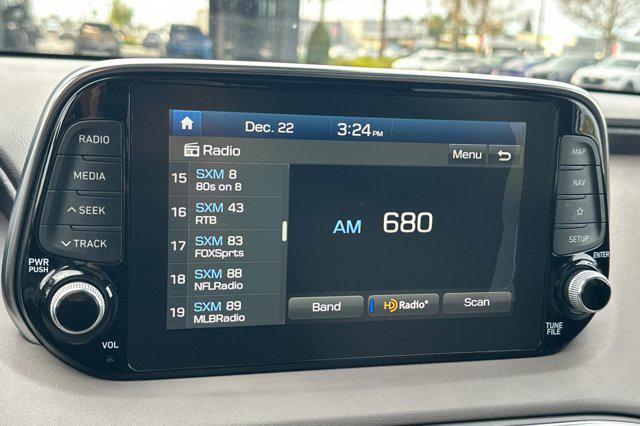 Dec. 22 3:24PM
Radio
Menu
15 SXM 8
80s on 8
16 SXM 43
RTB
17 SXM 83
FOXSprts
18 SXM 88
NFLRadio
19 SXM 89
MLBRadio
AM 680
Band
HD Radio
Scan
RADIO
MEDIA
SEEK
TRACK
PWR
PUSH
VOL
MAP
NAV
SETUP
ENTER
TUNE
FILE